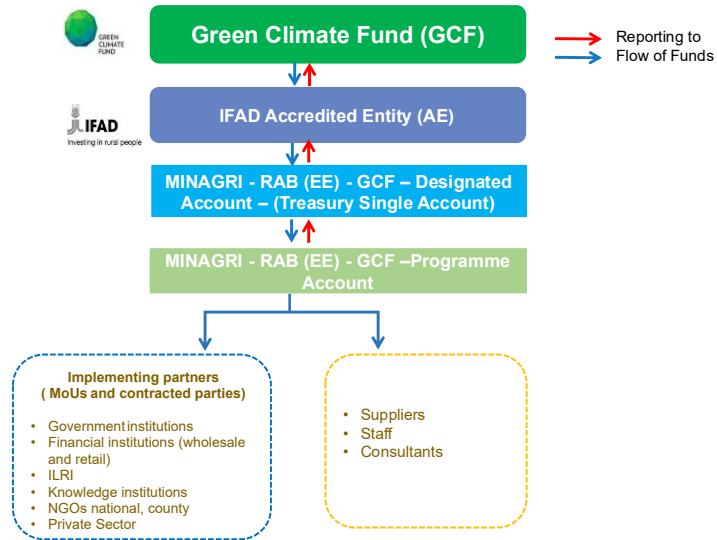 GREEN
CLIMATE
FUND
Green Climate Fund (GCF)
Reporting to
Flow of Funds
JLIFAD
Investing in rural people
IFAD Accredited Entity (AE)
MINAGRI - RAB (EE) - GCF – Designated
Account – (Treasury Single Account)
MINAGRI - RAB (EE) - GCF –Programme
Account
Implementing partners
( MoUs and contracted parties)
• Government institutions
• Financial institutions (wholesale
and retail)
• ILRI
• Knowledge institutions
• NGOs national, county
• Private Sector
• Suppliers
• Staff
• Consultants